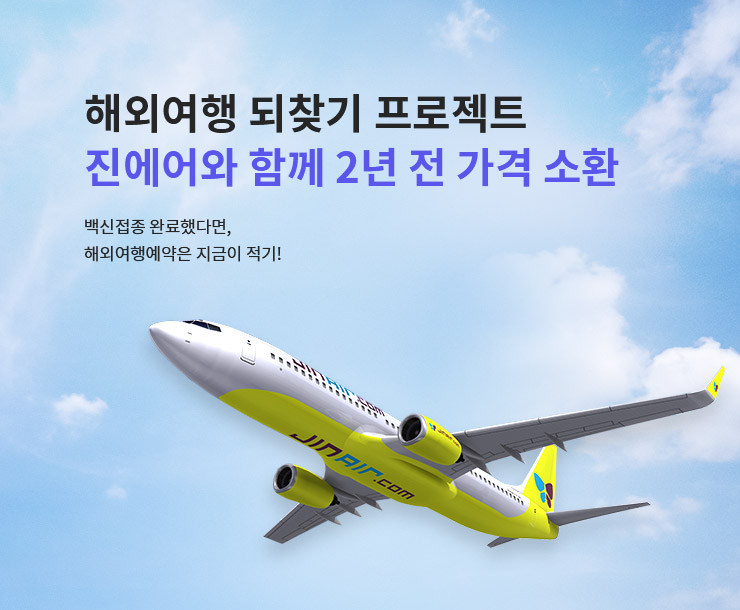 해외여행 되찾기 프로젝트
진에어와 함께 2년 전 가격 소환
백신접종 완료했다면,
해외여행예약은 지금이 적기!
JINAIR.com
JINAIR.com